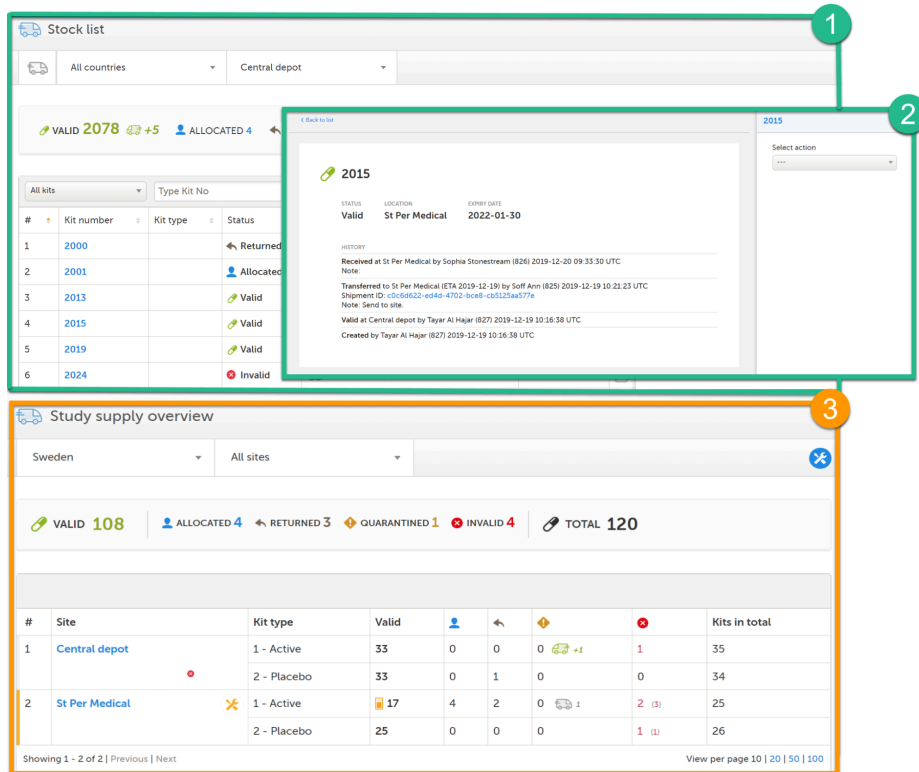 1
Stock list
All countries
Central depot
VALID 2078 +5 ALLOCATED 4
All kits Type Kit No
# Kit number Kit type Status
1 2000 Returned
2 2001 Allocated
3 2013 Valid
4 2015 Valid
5 2019 Valid
6 2024 Invalid
2
Back to list
2015
STATUS LOCATION EXPIRY DATE
Valid St Per Medical 2022-01-30
HISTORY
Received at St Per Medical by Sophia Stonestream (826) 2019-12-20 09:33:30 UTC
Note:
Transferred to St Per Medical (ETA 2019-12-19) by Soff Ann (825) 2019-12-19 10:21:23 UTC
Shipment ID: c0c6d622-ed4d-4702-bce8-cb5125aa577e
Note: Send to site.
Valid at Central depot by Tayar Al Hajar (827) 2019-12-19 10:16:38 UTC
Created by Tayar Al Hajar (827) 2019-12-19 10:16:38 UTC
2015
Select action
---
3
Study supply overview
Sweden All sites
VALID 108 ALLOCATED 4 RETURNED 3 QUARANTINED 1 INVALID 4 TOTAL 120
# Site Kit type Valid Kits in total
1 Central depot 1 - Active 33 0 0 0 +1 1 35
2 - Placebo 33 0 1 0 0 34
2 St Per Medical 1 - Active 17 4 2 0 1 2 (3) 25
2 - Placebo 25 0 0 0 1 (1) 26
Showing 1 - 2 of 2 | Previous | Next View per page 10 | 20 | 50 | 100